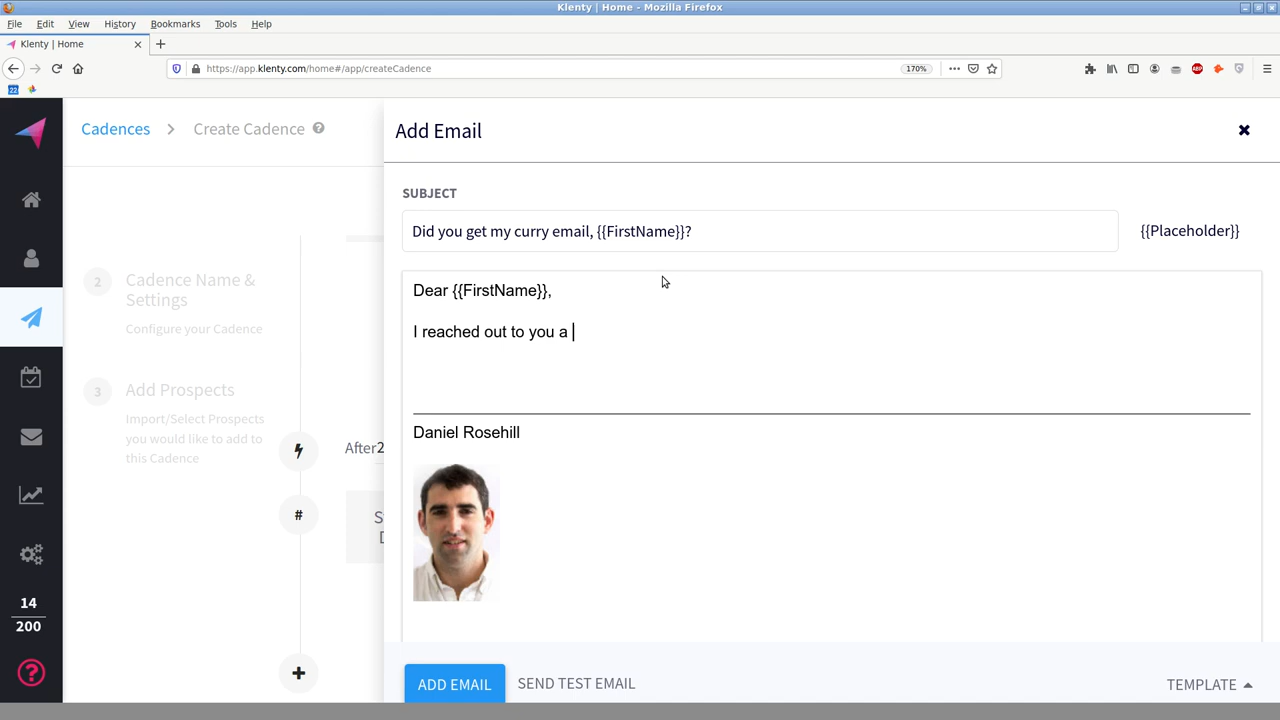 Klenty | Home - Mozilla Firefox
File Edit View History Bookmarks Tools Help
Klenty | Home
https://app.klenty.com/home#/app/createCadence
170%
ABP
22
Cadences > Create Cadence ?
Add Email
SUBJECT
Did you get my curry email, {{FirstName}}?
{{Placeholder}}
Dear {{FirstName}},
I reached out to you a
2
Cadence Name &
Settings
Configure your Cadence
3
Add Prospects
Import/Select Prospects
you would like to add to
this Cadence
After 2
#
S
D
Daniel Rosehill
14
200
?
ADD EMAIL
SEND TEST EMAIL
TEMPLATE